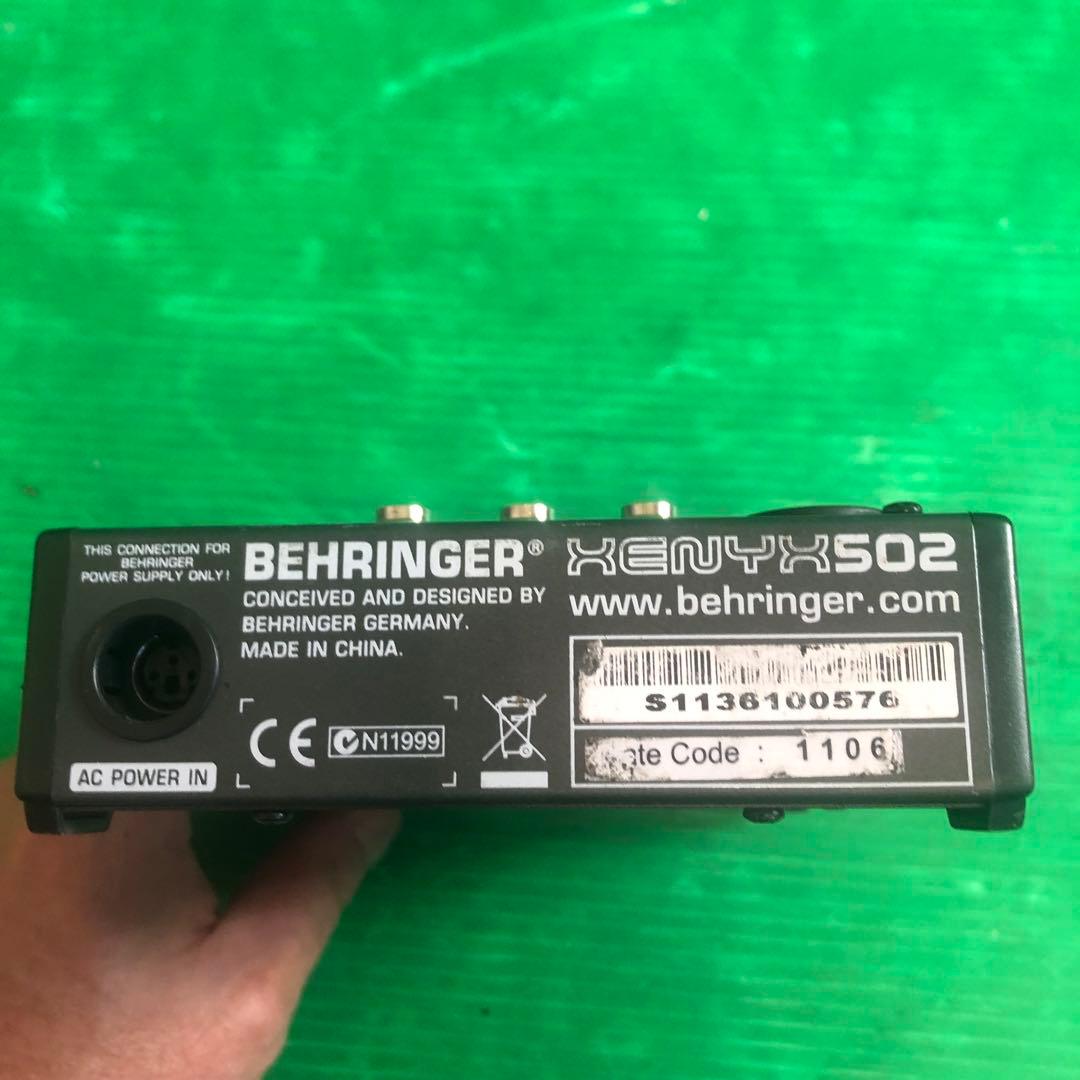 THIS CONNECTION FOR
BEHRINGER
POWER SUPPLY ONLY!
AC POWER IN
BEHRINGER®
CONCEIVED AND DESIGNED BY
BEHRINGER GERMANY.
MADE IN CHINA.
CE N11999
XENYX502
www.behringer.com
S1136100576
Code : 1106